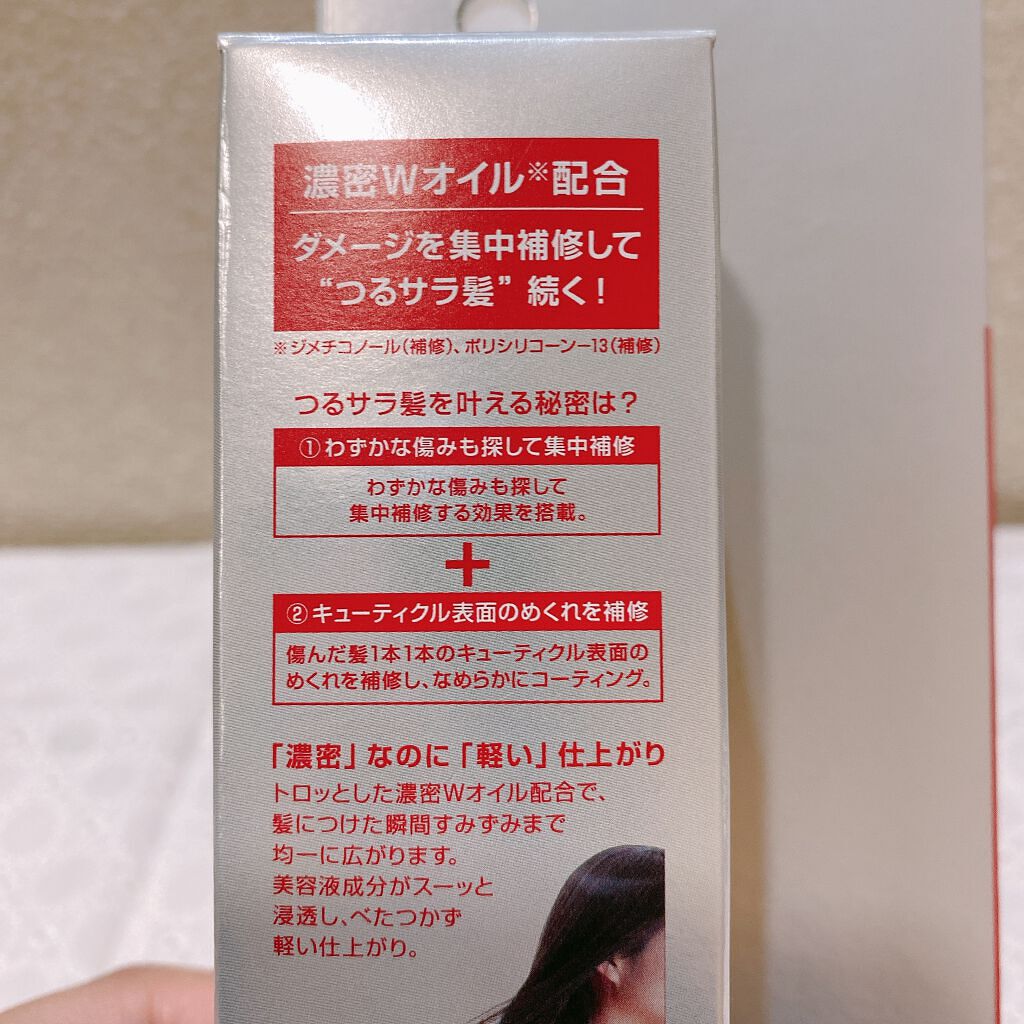 濃密Wオイル※配合
ダメージを集中補修して
“つるサラ髪” 続く!
※ジメチコノール(補修)、ポリシリコーン−13(補修)
つるサラ髪を叶える秘密は?
①わずかな傷みも探して集中補修
わずかな傷みも探して
集中補修する効果を搭載。
+
②キューティクル表面のめくれを補修
傷んだ髪1本1本のキューティクル表面の
めくれを補修し、なめらかにコーティング。
「濃密」なのに「軽い」仕上がり
トロッとした濃密Wオイル配合で、
髪につけた瞬間すみずみまで
均一に広がります。
美容液成分がスーッと
浸透し、べたつかず
軽い仕上がり。